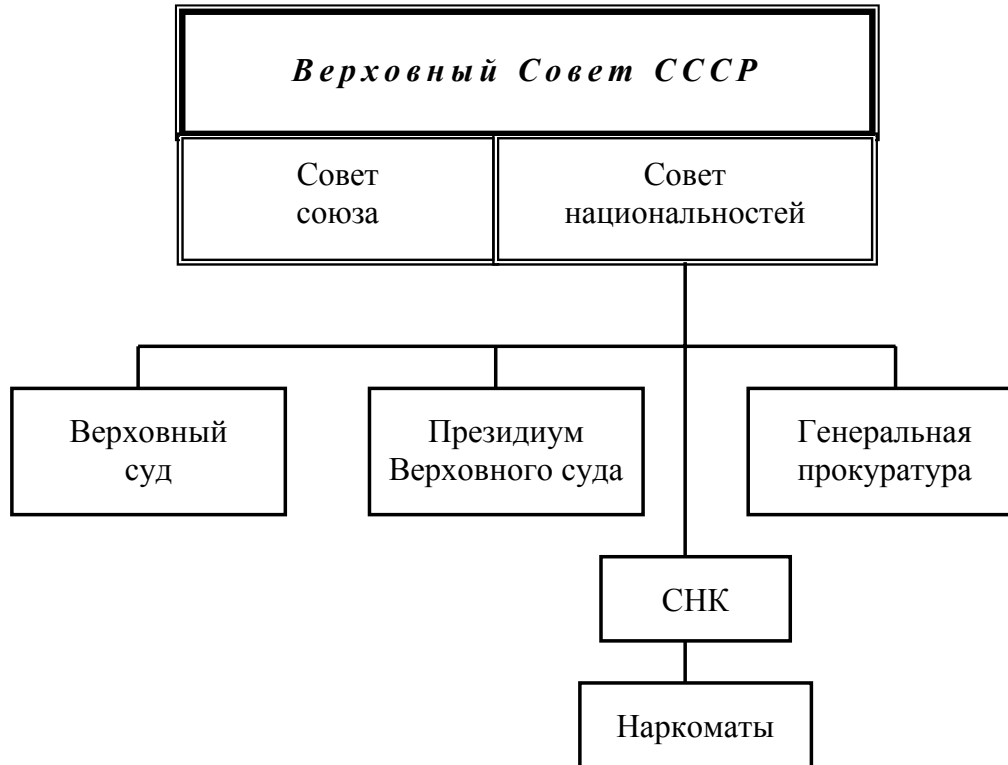 Верховный Совет СССР
Совет
союза
Совет
национальностей
Верховный
суд
Президиум
Верховного суда
Генеральная
прокуратура
СНК
Наркоматы